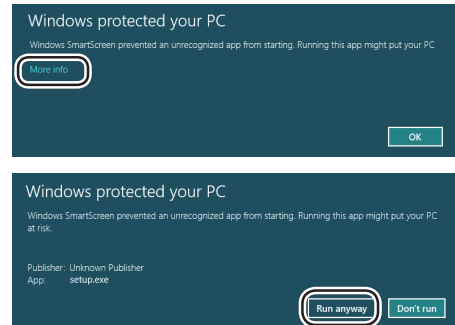 Windows protected your PC
Windows SmartScreen prevented an unrecognized app from starting. Running this app might put your PC
More info
OK
Windows protected your PC
Windows SmartScreen prevented an unrecognized app from starting. Running this app might put your PC
at risk.
Publisher: Unknown Publisher
App: setup.exe
Run anyway Don't run